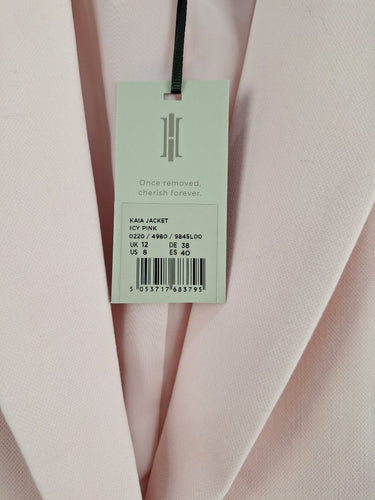 Once removed,
cherish forever.
KAIA JACKET
ICY PINK
0220 / 4980 / 9845L00
UK 12 DE 38
US 8 ES 40
5 053717 683795